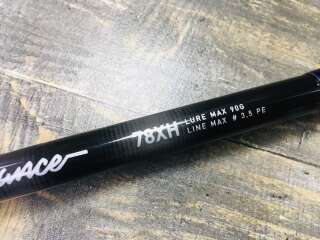 78XH LURE MAX 90G
LINE MAX # 3.5 PE